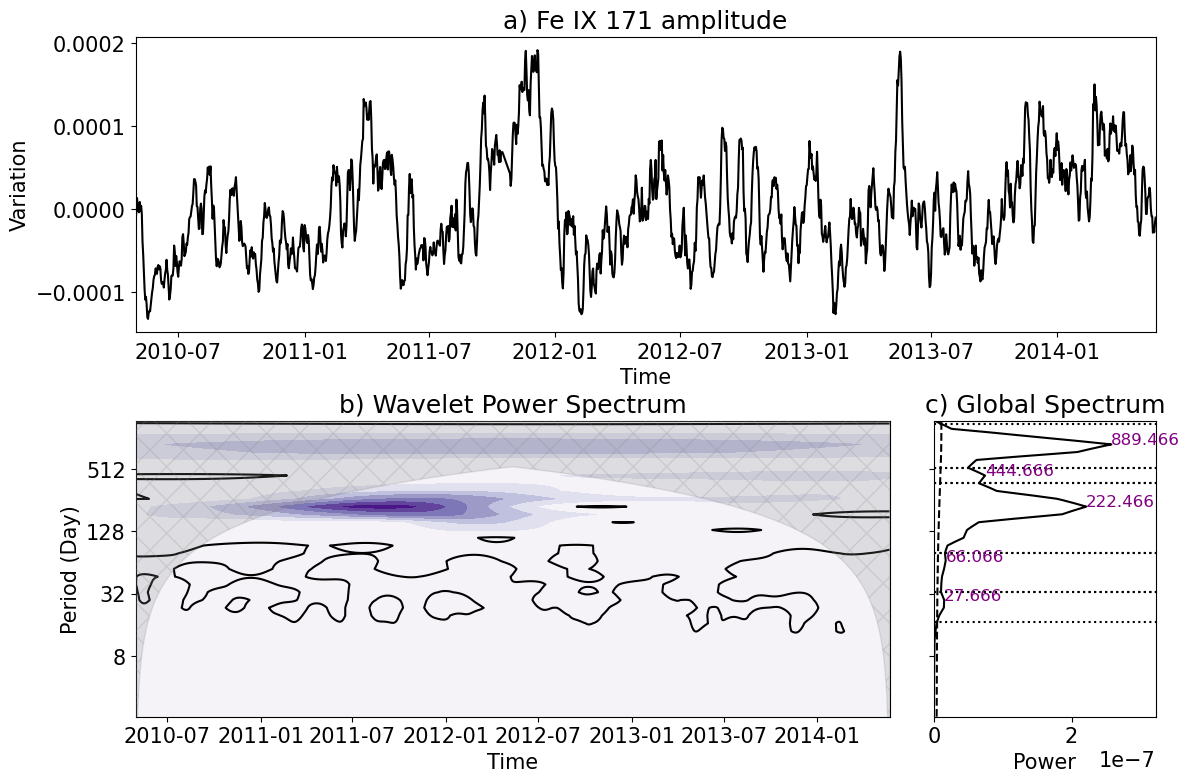 a) Fe IX 171 amplitude
0.0002
0.0001
0.0000
−0.0001
Variation
2010-07 2011-01 2011-07 2012-01 2012-07 2013-01 2013-07 2014-01
Time
b) Wavelet Power Spectrum
512
128
32
8
Period (Day)
2010-07 2011-01 2011-07 2012-01 2012-07 2013-01 2013-07 2014-01
Time
c) Global Spectrum
889.466
444.666
222.466
66.066
27.666
0 2
Power 1e−7